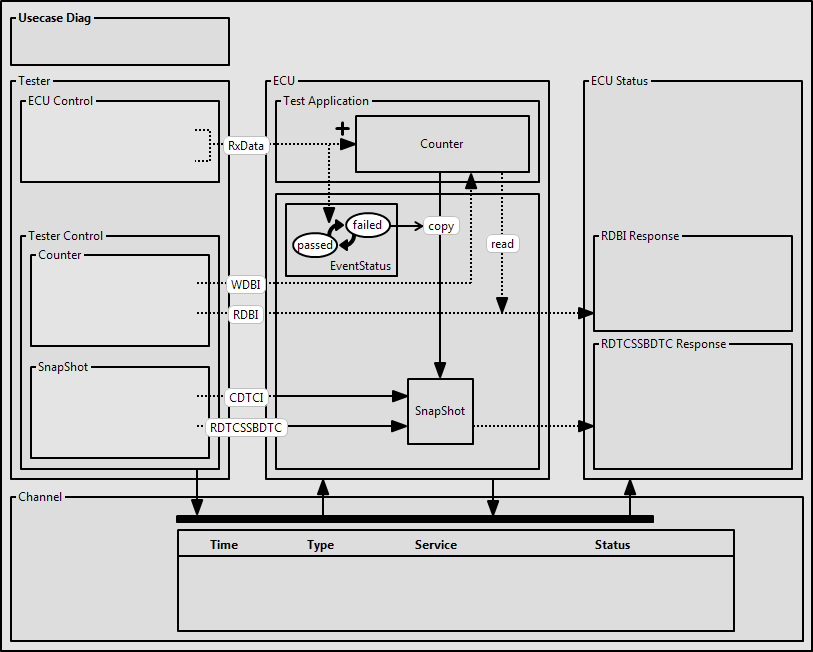 Usecase Diag
Tester
ECU
ECU Status
ECU Control
Test Application
RxData
Counter
failed
copy
passed
EventStatus
read
Tester Control
Counter
RDBI Response
WDBI
RDBI
RDTCSSBDTC Response
SnapShot
CDTCI
SnapShot
RDTCSSBDTC
Channel
Time Type Service Status